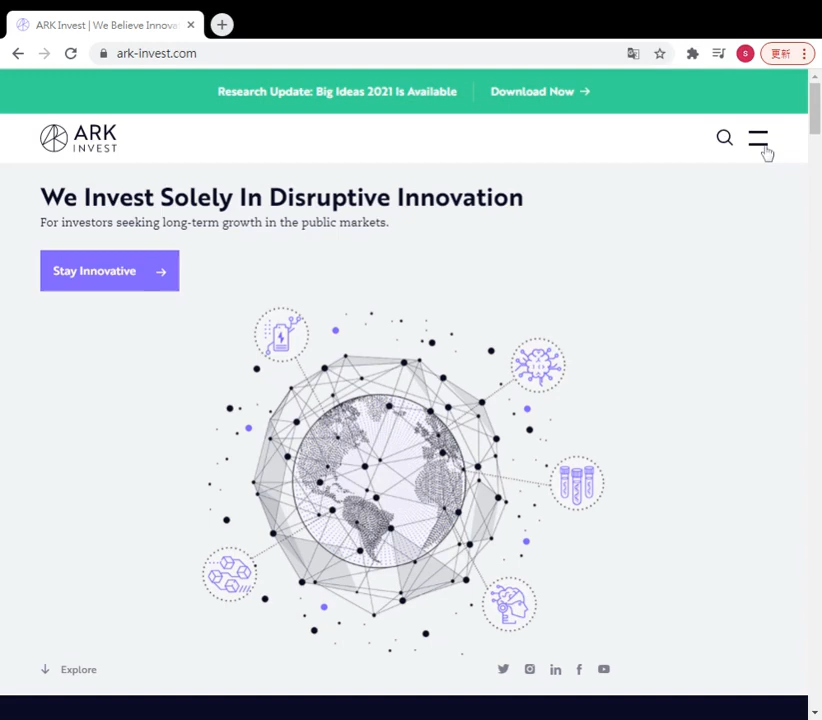 ARK Invest | We Believe Innova
ark-invest.com
S
更新
Research Update: Big Ideas 2021 Is Available
Download Now →
ARK
INVEST
We Invest Solely In Disruptive Innovation
For investors seeking long-term growth in the public markets.
Stay Innovative →
↓ Explore